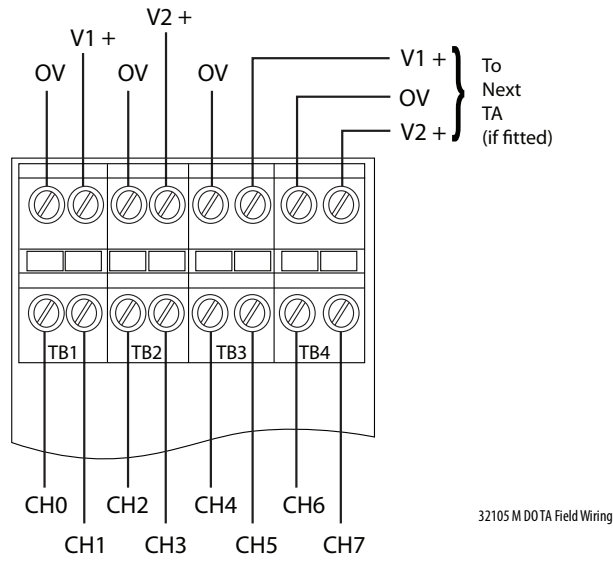 V2 +
V1 +
OV
OV
OV
V1 +
OV
V2 +
To
Next
TA
(if fitted)
TB1
TB2
TB3
TB4
CH0
CH2
CH4
CH6
CH1
CH3
CH5
CH7
32105 M DO TA Field Wiring